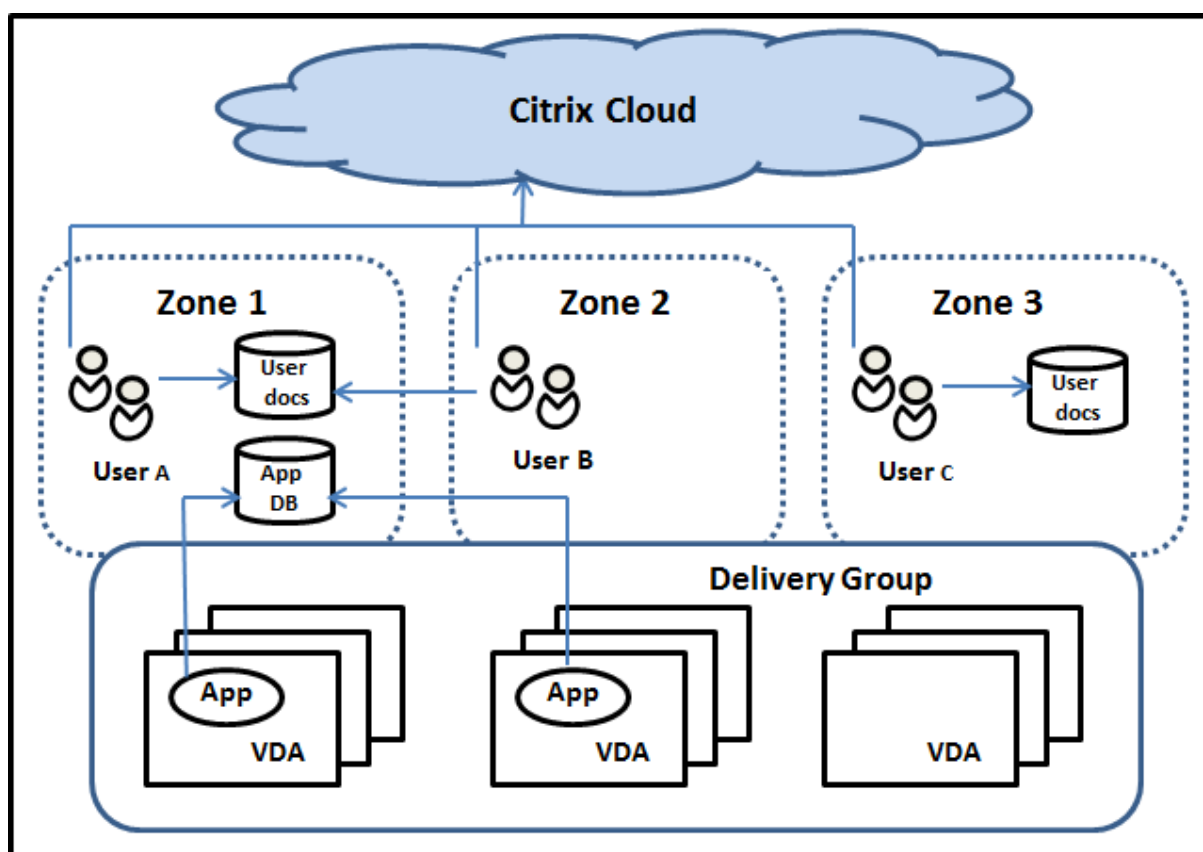 Citrix Cloud
Zone 1
Zone 2
Zone 3
User
docs
User
docs
User A
User B
User C
App
DB
Delivery Group
App
VDA
App
VDA
VDA